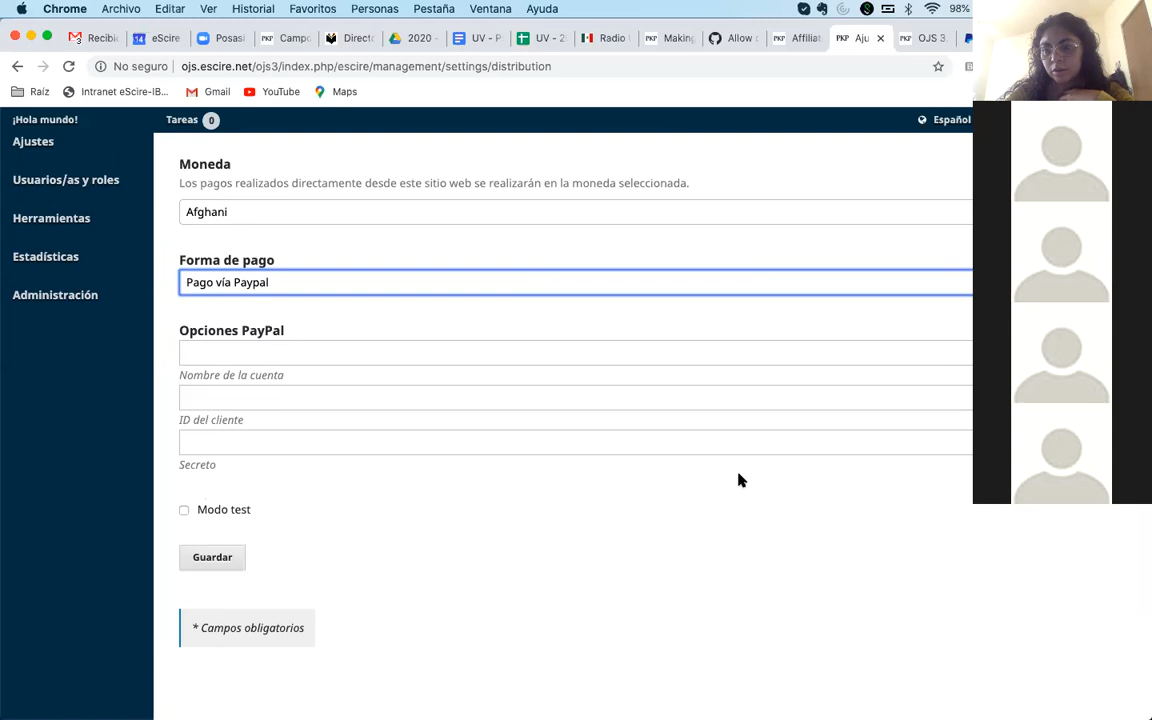 Chrome Archivo Editar Ver Historial Favoritos Personas Pestaña Ventana Ayuda 98%
Recibi eScire Posasi Campo Directo 2020 - UV - P UV - 2 Radio Making Allow c Affiliat Aju OJS 3.
No seguro ojs.escire.net/ojs3/index.php/escire/management/settings/distribution
Raíz Intranet eScire-IB... Gmail YouTube Maps
¡Hola mundo! Tareas 0 Español
Ajustes
Usuarios/as y roles
Herramientas
Estadísticas
Administración
Moneda
Los pagos realizados directamente desde este sitio web se realizarán en la moneda seleccionada.
Afghani
Forma de pago
Pago vía Paypal
Opciones PayPal
Nombre de la cuenta
ID del cliente
Secreto
Modo test
Guardar
* Campos obligatorios